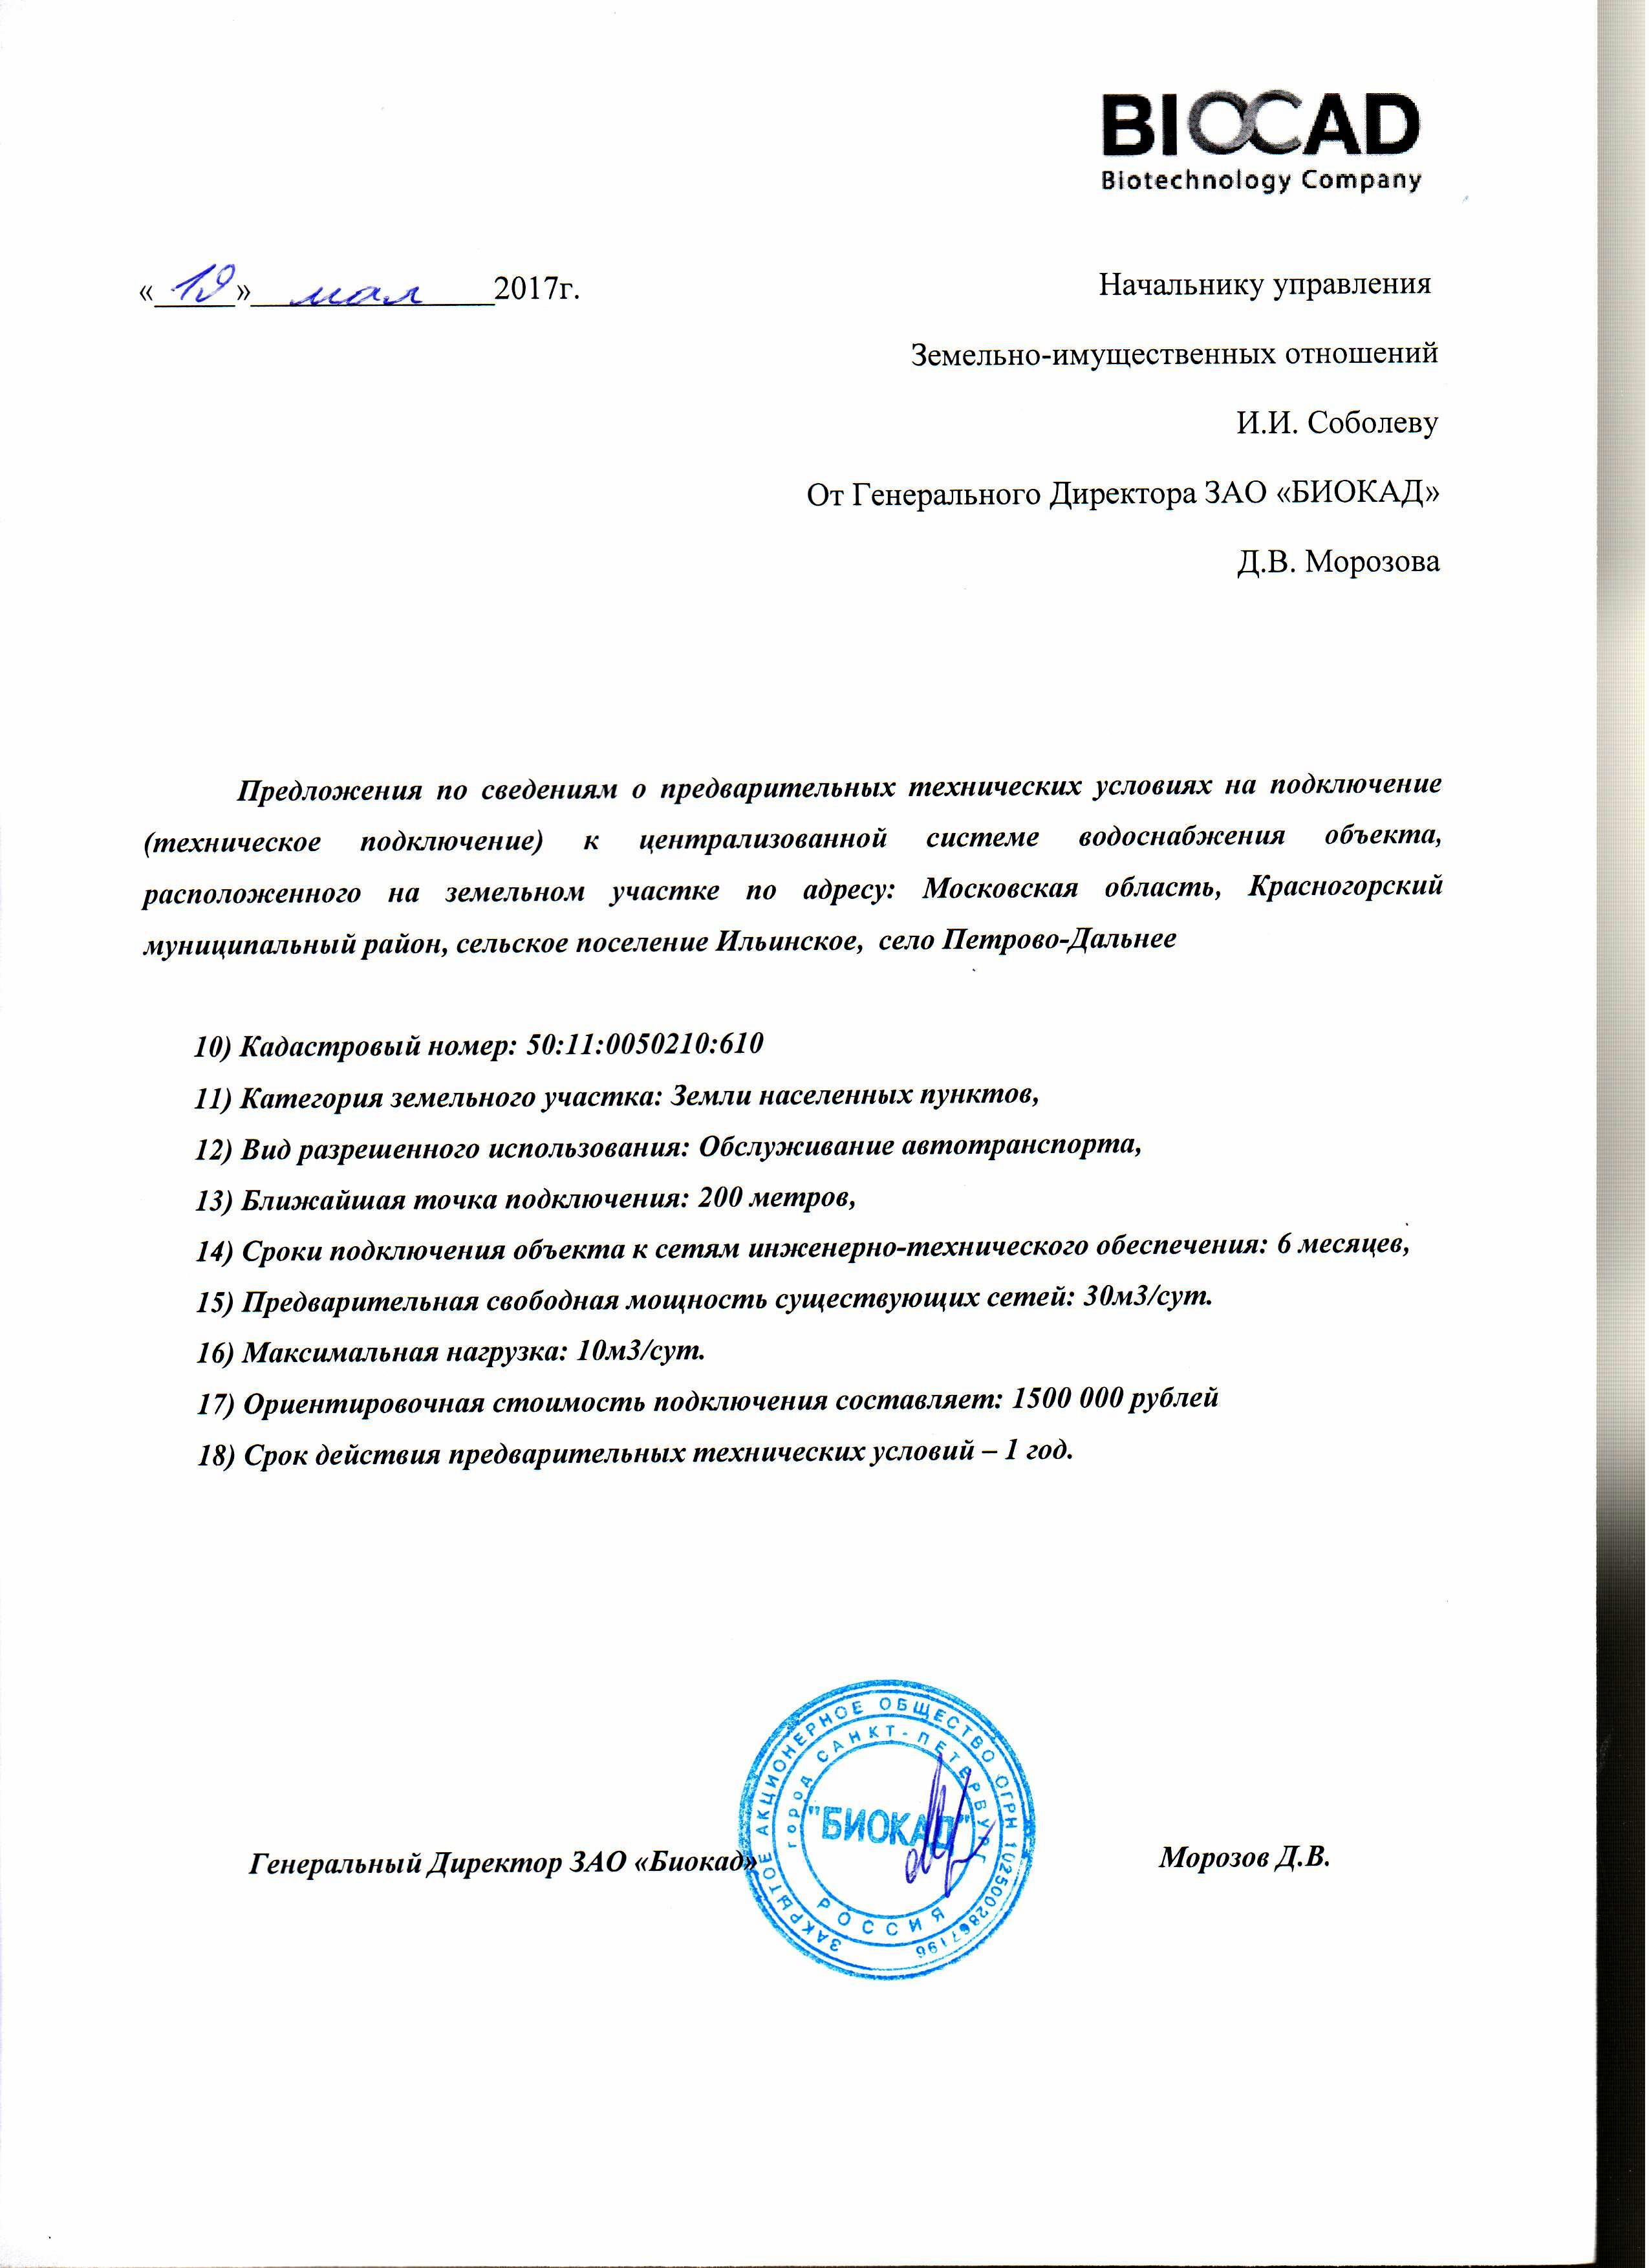 BIOCAD
Biotechnology Company
«19» мая 2017г.
Начальнику управления
Земельно-имущественных отношений
И.И. Соболеву
От Генерального Директора ЗАО «БИОКАД»
Д.В. Морозова
Предложения по сведениям о предварительных технических условиях на подключение
(техническое подключение) к централизованной системе водоснабжения объекта,
расположенного на земельном участке по адресу: Московская область, Красногорский
муниципальный район, сельское поселение Ильинское, село Петрово-Дальнее
10) Кадастровый номер: 50:11:0050210:610
11) Категория земельного участка: Земли населенных пунктов,
12) Вид разрешенного использования: Обслуживание автотранспорта,
13) Ближайшая точка подключения: 200 метров,
14) Сроки подключения объекта к сетям инженерно-технического обеспечения: 6 месяцев,
15) Предварительная свободная мощность существующих сетей: 30м3/сут.
16) Максимальная нагрузка: 10м3/сут.
17) Ориентировочная стоимость подключения составляет: 1500 000 рублей
18) Срок действия предварительных технических условий – 1 год.
Генеральный Директор ЗАО «Биокад»
Морозов Д.В.
ЗАКРЫТОЕ АКЦИОНЕРНОЕ ОБЩЕСТВО ОГРН 1025002867196
город САНКТ-ПЕТЕРБУРГ
"БИОКАД"
РОССИЯ